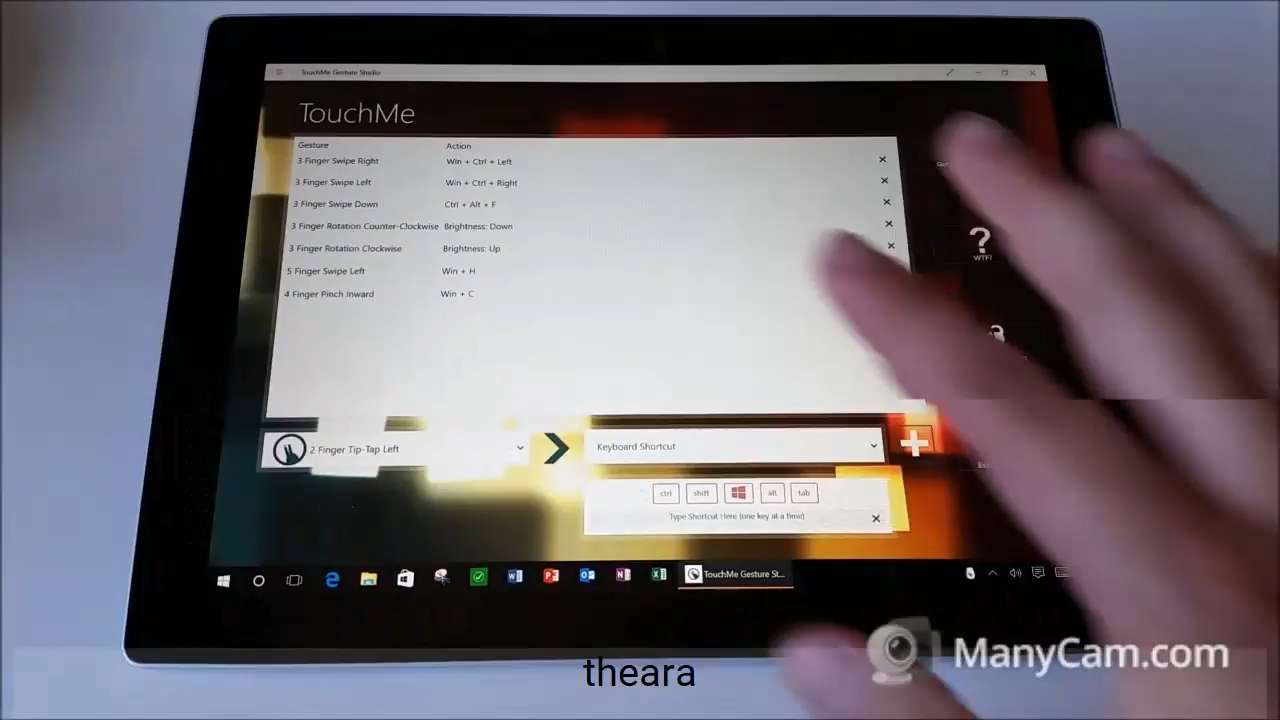 TouchMe Gesture Studio
TouchMe
Gesture Action
3 Finger Swipe Right Win + Ctrl + Left
3 Finger Swipe Left Win + Ctrl + Right
3 Finger Swipe Down Ctrl + Alt + F
3 Finger Rotation Counter-Clockwise Brightness: Down
3 Finger Rotation Clockwise Brightness: Up
5 Finger Swipe Left Win + H
4 Finger Pinch Inward Win + C
?
WTF?
2 Finger Tip-Tap Left
Keyboard Shortcut
ctrl shift alt tab
Type Shortcut Here (one key at a time)
TouchMe Gesture St...
ManyCam.com
theara